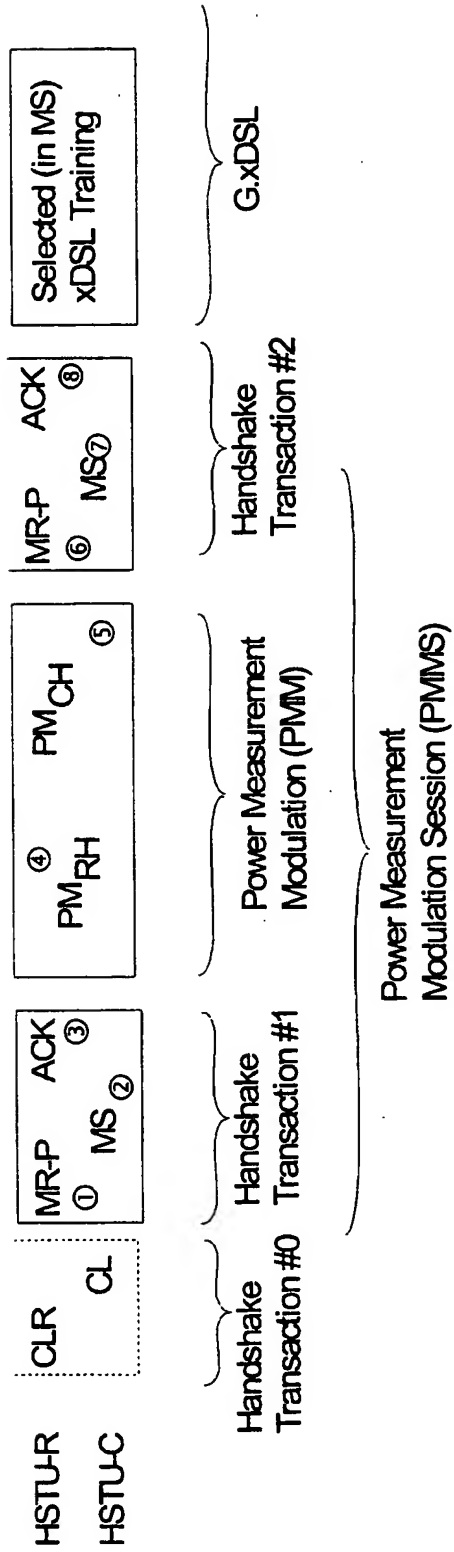 HSTU-R CLR MR-P ACK
① ③
HSTU-C CL MS ②
④
PMRH PMCH
⑤
MR-P ACK
⑥ ⑧
MS⑦
Selected (in MS)
xDSL Training
Handshake
Transaction #0
Handshake
Transaction #1
Power Measurement
Modulation (PMM)
Handshake
Transaction #2
G.xDSL
Power Measurement
Modulation Session (PMMS)